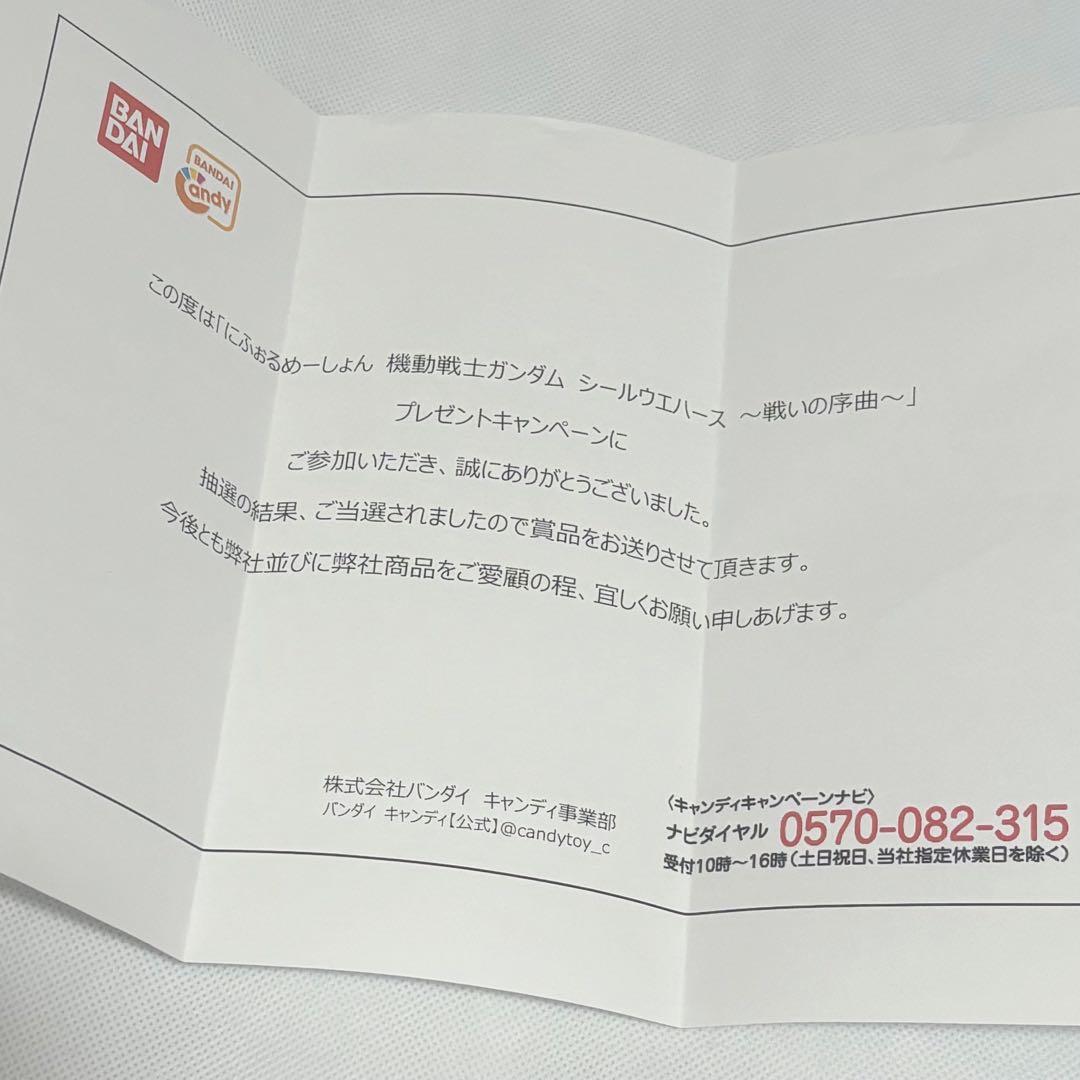 BAN
DAI
BANDAI
Candy
この度は「にふぉるめーしょん 機動戦士ガンダム シールウエハース ～戦いの序曲～」
プレゼントキャンペーンに
ご参加いただき、誠にありがとうございました。
抽選の結果、ご当選されましたので賞品をお送りさせて頂きます。
今後とも弊社並びに弊社商品をご愛顧の程、宜しくお願い申しあげます。
株式会社バンダイ キャンディ事業部
バンダイ キャンディ【公式】@candytoy_c
〈キャンディキャンペーンナビ〉
ナビダイヤル 0570-082-315
受付10時～16時（土日祝日、当社指定休業日を除く）